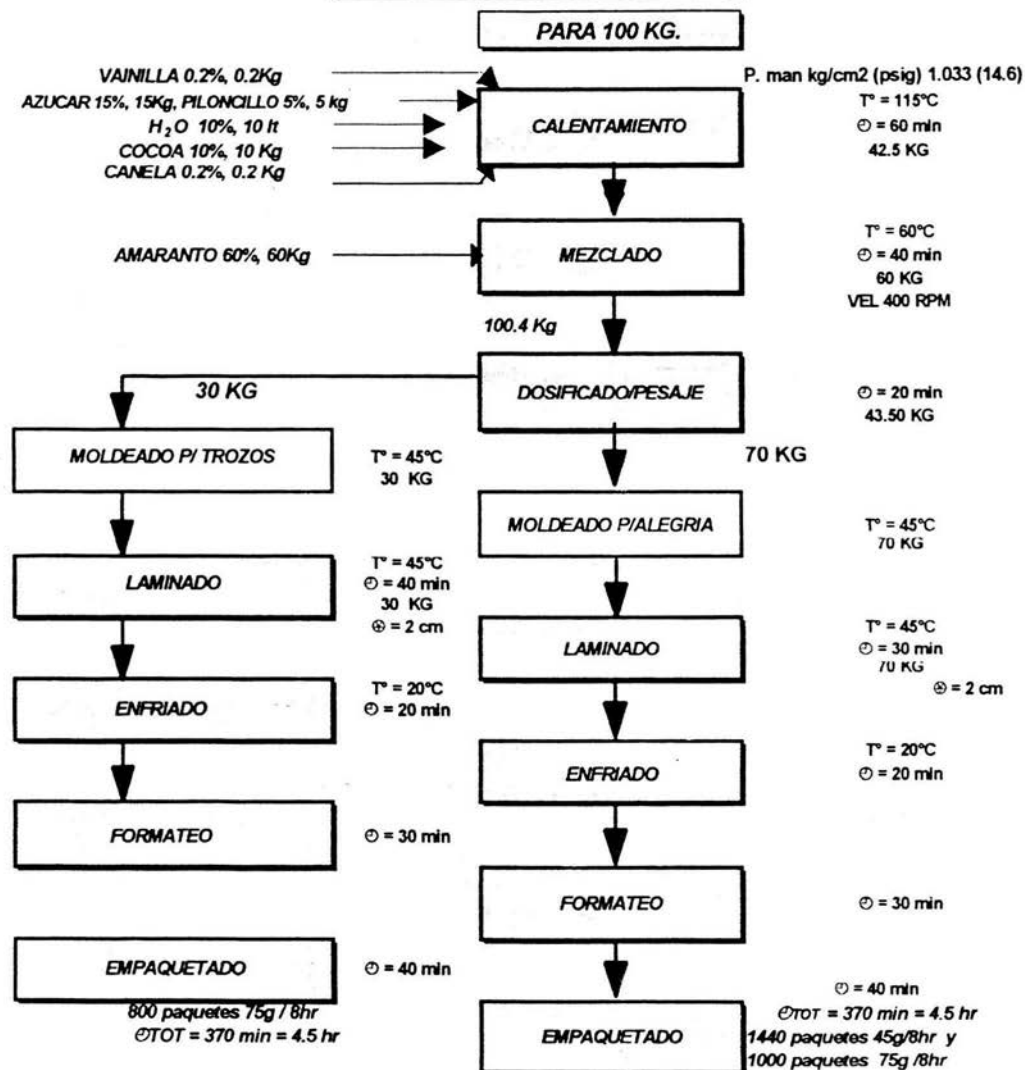 PARA 100 KG.
VAINILLA 0.2%, 0.2Kg
AZUCAR 15%, 15Kg, PILONCILLO 5%, 5 kg
H2O 10%, 10 lt
COCOA 10%, 10 Kg
CANELA 0.2%, 0.2 Kg
CALENTAMIENTO
P. man kg/cm2 (psig) 1.033 (14.6)
T° = 115°C
⏲ = 60 min
42.5 KG
AMARANTO 60%, 60Kg
MEZCLADO
T° = 60°C
⏲ = 40 min
60 KG
VEL 400 RPM
100.4 Kg
DOSIFICADO/PESAJE
⏲ = 20 min
43.50 KG
30 KG
70 KG
MOLDEADO P/ TROZOS
T° = 45°C
30 KG
LAMINADO
T° = 45°C
⏲ = 40 min
30 KG
⊛ = 2 cm
ENFRIADO
T° = 20°C
⏲ = 20 min
FORMATEO
⏲ = 30 min
EMPAQUETADO
⏲ = 40 min
800 paquetes 75g / 8hr
⏲TOT = 370 min = 4.5 hr
MOLDEADO P/ALEGRIA
T° = 45°C
70 KG
LAMINADO
T° = 45°C
⏲ = 30 min
70 KG
⊛ = 2 cm
ENFRIADO
T° = 20°C
⏲ = 20 min
FORMATEO
⏲ = 30 min
EMPAQUETADO
⏲ = 40 min
⏲TOT = 370 min = 4.5 hr
1440 paquetes 45g/8hr y
1000 paquetes 75g /8hr